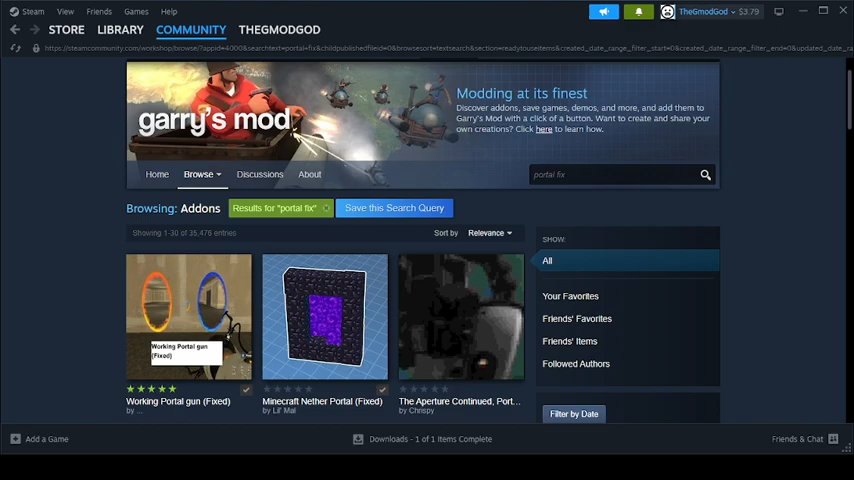 Steam View Friends Games Help
TheGmodGod $3.79
STORE LIBRARY COMMUNITY THEGMODGOD
https://steamcommunity.com/workshop/browse/?appid=4000&searchtext=portal+fix&childpublishedfileid=0&browsesort=textsearch&section=readytouseitems&created_date_range_filter_start=0&created_date_range_filter_end=0&updated_date_ra
garry's mod
Modding at its finest
Discover addons, save games, demos, and more, and add them to
Garry's Mod with a click of a button. Want to create and share your
own creations? Click here to learn how.
Home Browse Discussions About
portal fix
Browsing: Addons
Results for "portal fix"
Save this Search Query
Showing 1-30 of 35,476 entries
Sort by Relevance
SHOW:
All
Your Favorites
Friends' Favorites
Friends' Items
Followed Authors
Filter by Date
Working Portal gun
(Fixed)
Working Portal gun (Fixed)
by ...
Minecraft Nether Portal (Fixed)
by Lil' Mal
The Aperture Continued, Port...
by Chrispy
Add a Game
Downloads - 1 of 1 Items Complete
Friends & Chat